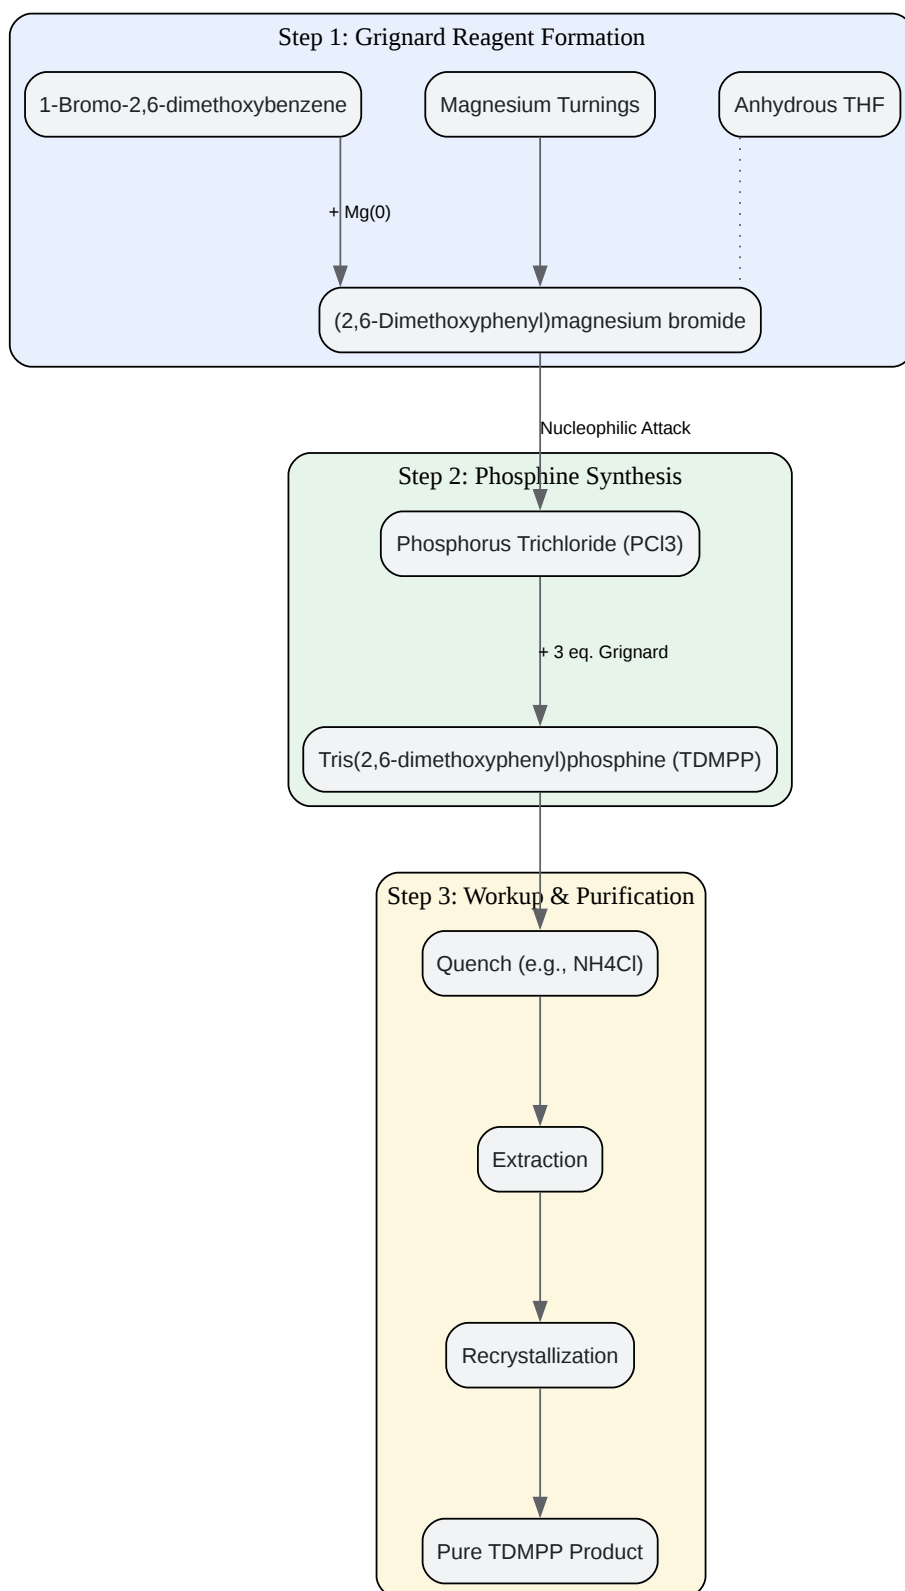 Step 1: Grignard Reagent Formation
1-Bromo-2,6-dimethoxybenzene
Magnesium Turnings
Anhydrous THF
+ Mg(0)
(2,6-Dimethoxyphenyl)magnesium bromide
Nucleophilic Attack
Step 2: Phosphine Synthesis
Phosphorus Trichloride (PCl3)
+ 3 eq. Grignard
Tris(2,6-dimethoxyphenyl)phosphine (TDMPP)
Step 3: Workup & Purification
Quench (e.g., NH4Cl)
Extraction
Recrystallization
Pure TDMPP Product